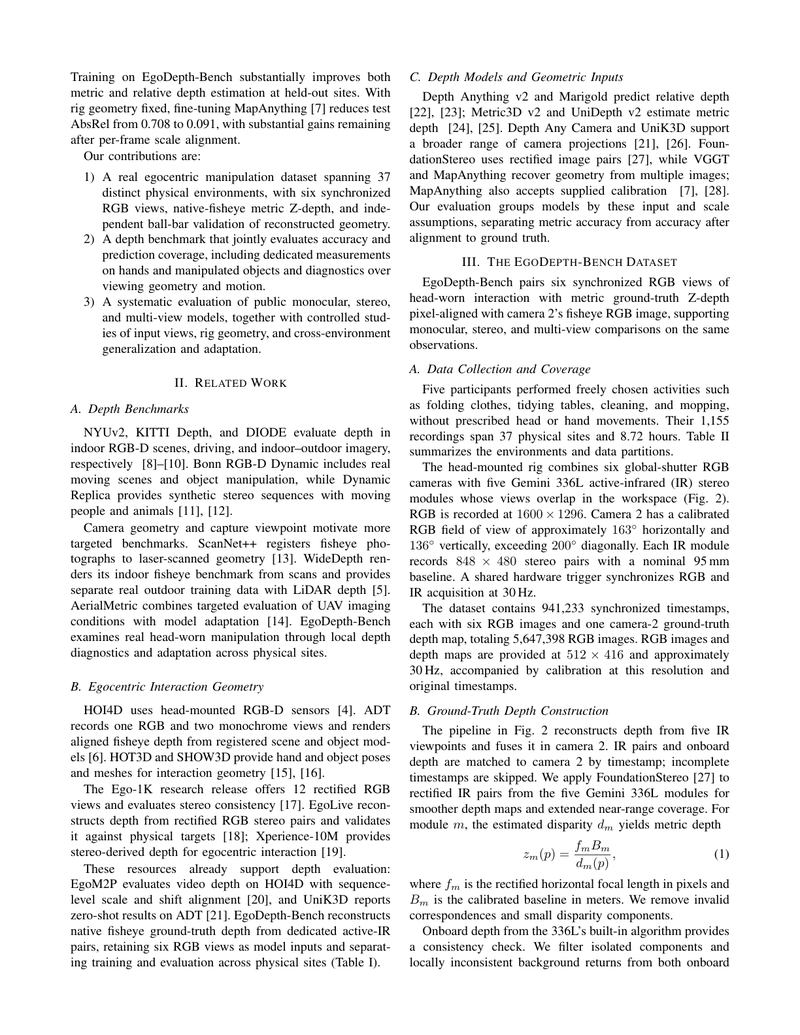 Training on EgoDepth-Bench substantially improves both
metric and relative depth estimation at held-out sites. With
rig geometry fixed, fine-tuning MapAnything [7] reduces test
AbsRel from 0.708 to 0.091, with substantial gains remaining
after per-frame scale alignment.
Our contributions are:
1) A real egocentric manipulation dataset spanning 37
distinct physical environments, with six synchronized
RGB views, native-fisheye metric Z-depth, and inde-
pendent ball-bar validation of reconstructed geometry.
2) A depth benchmark that jointly evaluates accuracy and
prediction coverage, including dedicated measurements
on hands and manipulated objects and diagnostics over
viewing geometry and motion.
3) A systematic evaluation of public monocular, stereo,
and multi-view models, together with controlled stud-
ies of input views, rig geometry, and cross-environment
generalization and adaptation.
II. RELATED WORK
A. Depth Benchmarks
NYUv2, KITTI Depth, and DIODE evaluate depth in
indoor RGB-D scenes, driving, and indoor–outdoor imagery,
respectively [8]–[10]. Bonn RGB-D Dynamic includes real
moving scenes and object manipulation, while Dynamic
Replica provides synthetic stereo sequences with moving
people and animals [11], [12].
Camera geometry and capture viewpoint motivate more
targeted benchmarks. ScanNet++ registers fisheye pho-
tographs to laser-scanned geometry [13]. WideDepth ren-
ders its indoor fisheye benchmark from scans and provides
separate real outdoor training data with LiDAR depth [5].
AerialMetric combines targeted evaluation of UAV imaging
conditions with model adaptation [14]. EgoDepth-Bench
examines real head-worn manipulation through local depth
diagnostics and adaptation across physical sites.
B. Egocentric Interaction Geometry
HOI4D uses head-mounted RGB-D sensors [4]. ADT
records one RGB and two monochrome views and renders
aligned fisheye depth from registered scene and object mod-
els [6]. HOT3D and SHOW3D provide hand and object poses
and meshes for interaction geometry [15], [16].
The Ego-1K research release offers 12 rectified RGB
views and evaluates stereo consistency [17]. EgoLive recon-
structs depth from rectified RGB stereo pairs and validates
it against physical targets [18]; Xperience-10M provides
stereo-derived depth for egocentric interaction [19].
These resources already support depth evaluation:
EgoM2P evaluates video depth on HOI4D with sequence-
level scale and shift alignment [20], and UniK3D reports
zero-shot results on ADT [21]. EgoDepth-Bench reconstructs
native fisheye ground-truth depth from dedicated active-IR
pairs, retaining six RGB views as model inputs and separat-
ing training and evaluation across physical sites (Table I).
C. Depth Models and Geometric Inputs
Depth Anything v2 and Marigold predict relative depth
[22], [23]; Metric3D v2 and UniDepth v2 estimate metric
depth [24], [25]. Depth Any Camera and UniK3D support
a broader range of camera projections [21], [26]. Foun-
dationStereo uses rectified image pairs [27], while VGGT
and MapAnything recover geometry from multiple images;
MapAnything also accepts supplied calibration [7], [28].
Our evaluation groups models by these input and scale
assumptions, separating metric accuracy from accuracy after
alignment to ground truth.
III. THE EGODEPTH-BENCH DATASET
EgoDepth-Bench pairs six synchronized RGB views of
head-worn interaction with metric ground-truth Z-depth
pixel-aligned with camera 2's fisheye RGB image, supporting
monocular, stereo, and multi-view comparisons on the same
observations.
A. Data Collection and Coverage
Five participants performed freely chosen activities such
as folding clothes, tidying tables, cleaning, and mopping,
without prescribed head or hand movements. Their 1,155
recordings span 37 physical sites and 8.72 hours. Table II
summarizes the environments and data partitions.
The head-mounted rig combines six global-shutter RGB
cameras with five Gemini 336L active-infrared (IR) stereo
modules whose views overlap in the workspace (Fig. 2).
RGB is recorded at 1600 × 1296. Camera 2 has a calibrated
RGB field of view of approximately 163° horizontally and
136° vertically, exceeding 200° diagonally. Each IR module
records 848 × 480 stereo pairs with a nominal 95 mm
baseline. A shared hardware trigger synchronizes RGB and
IR acquisition at 30 Hz.
The dataset contains 941,233 synchronized timestamps,
each with six RGB images and one camera-2 ground-truth
depth map, totaling 5,647,398 RGB images. RGB images and
depth maps are provided at 512 × 416 and approximately
30 Hz, accompanied by calibration at this resolution and
original timestamps.
B. Ground-Truth Depth Construction
The pipeline in Fig. 2 reconstructs depth from five IR
viewpoints and fuses it in camera 2. IR pairs and onboard
depth are matched to camera 2 by timestamp; incomplete
timestamps are skipped. We apply FoundationStereo [27] to
rectified IR pairs from the five Gemini 336L modules for
smoother depth maps and extended near-range coverage. For
module m, the estimated disparity d_m yields metric depth
z_m(p) = f_m B_m / d_m(p), (1)
where f_m is the rectified horizontal focal length in pixels and
B_m is the calibrated baseline in meters. We remove invalid
correspondences and small disparity components.
Onboard depth from the 336L's built-in algorithm provides
a consistency check. We filter isolated components and
locally inconsistent background returns from both onboard